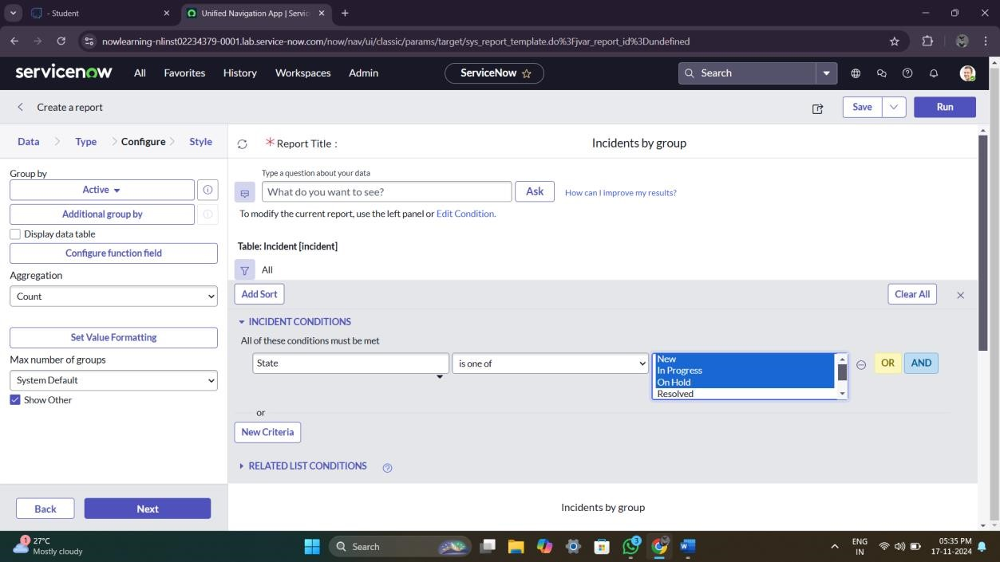 - Student
Unified Navigation App | Servic
nowlearning-nlinst02234379-0001.lab.service-now.com/now/nav/ui/classic/params/target/sys_report_template.do%3Fjvar_report_id%3Dundefined
servicenow
All
Favorites
History
Workspaces
Admin
ServiceNow
Search
Create a report
Save
Run
Data
Type
Configure
Style
Report Title :
Incidents by group
Group by
Active
Additional group by
Display data table
Configure function field
Aggregation
Count
Set Value Formatting
Max number of groups
System Default
Show Other
Back
Next
Type a question about your data
What do you want to see?
Ask
How can I improve my results?
To modify the current report, use the left panel or Edit Condition.
Table: Incident [incident]
All
Add Sort
Clear All
INCIDENT CONDITIONS
All of these conditions must be met
State
is one of
New
In Progress
On Hold
Resolved
OR
AND
or
New Criteria
RELATED LIST CONDITIONS
Incidents by group
1
27°C
Mostly cloudy
Search
3
ENG
IN
05:35 PM
17-11-2024